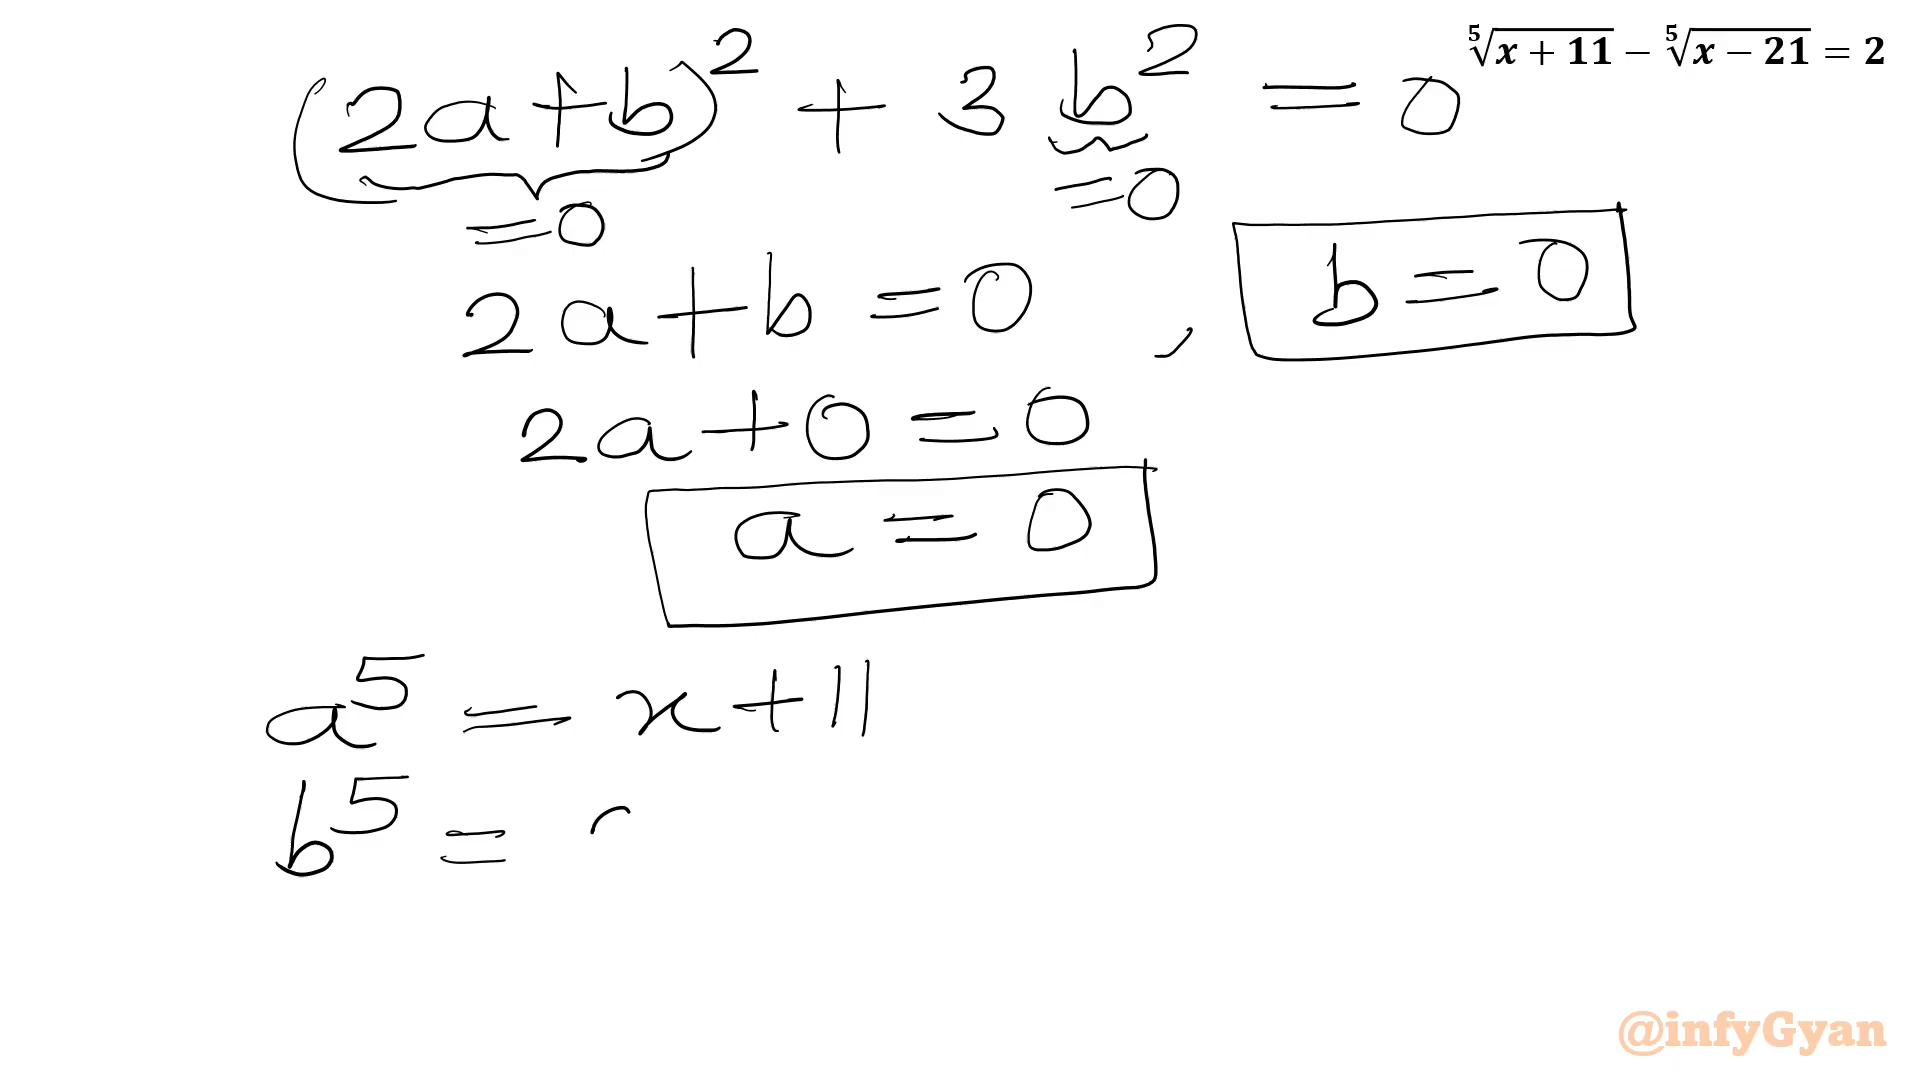 (2a+b)² + 3b² = 0
⁵√x + 11 − ⁵√x − 21 = 2
=0 =0
2a+b=0 , b=0
2a+0=0
a=0
a⁵ = x+11
b⁵ =
@infyGyan